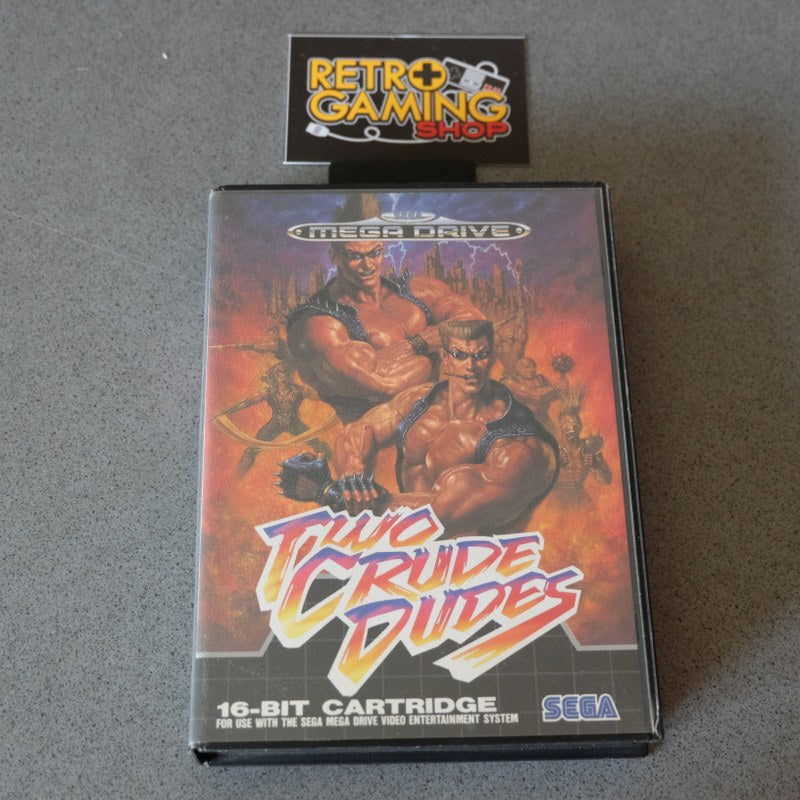 RETRO
GAMING
SHOP
SEGA
MEGA DRIVE
TWO
CRUDE
DUDES
16-BIT CARTRIDGE
FOR USE WITH THE SEGA MEGA DRIVE VIDEO ENTERTAINMENT SYSTEM
SEGA